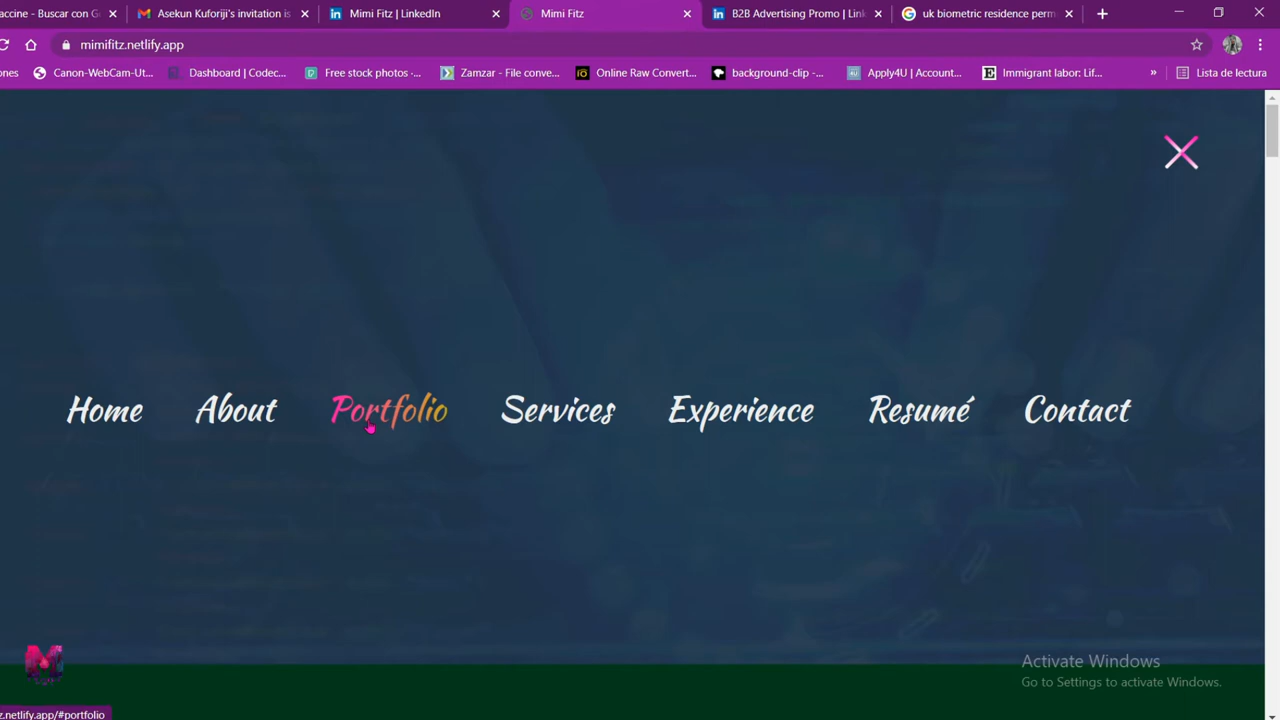 accine - Buscar con G
Asekun Kuforiji's invitation is
Mimi Fitz | LinkedIn
Mimi Fitz
B2B Advertising Promo | Link
uk biometric residence perm
mimifitz.netlify.app
ones
Canon-WebCam-Ut...
Dashboard | Codec...
Free stock photos ·...
Zamzar - File conve...
Online Raw Convert...
background-clip -...
Apply4U | Account...
Immigrant labor: Lif...
»
Lista de lectura
Home About Portfolio Services Experience Resumé Contact
M
Activate Windows
Go to Settings to activate Windows.
z.netlify.app/#portfolio